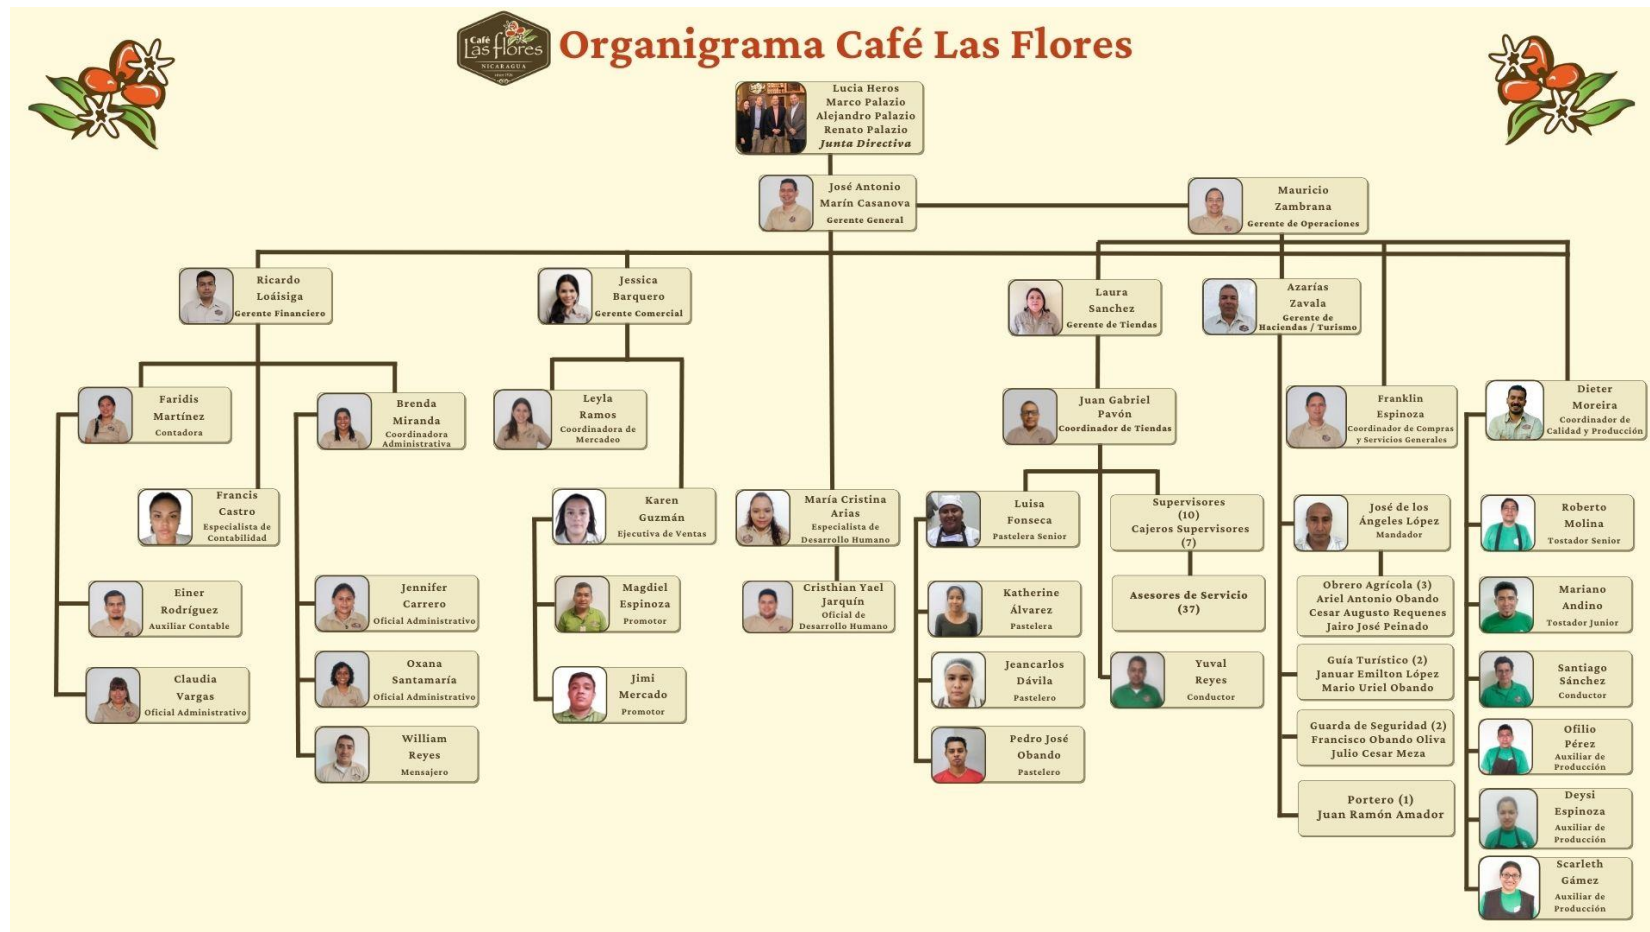 Café
Las flores
NICARAGUA
Organigrama Café Las Flores
Lucia Heros
Marco Palazio
Alejandro Palazio
Renato Palazio
Junta Directiva
José Antonio
Marín Casanova
Gerente General
Mauricio
Zambrana
Gerente de Operaciones
Ricardo
Loáisiga
Gerente Financiero
Jessica
Barquero
Gerente Comercial
Laura
Sanchez
Gerente de Tiendas
Azarías
Zavala
Gerente de
Haciendas / Turismo
Faridis
Martínez
Contadora
Brenda
Miranda
Coordinadora
Administrativa
Leyla
Ramos
Coordinadora de
Mercadeo
Juan Gabriel
Pavón
Coordinador de Tiendas
Franklin
Espinoza
Coordinador de Compras
y Servicios Generales
Dieter
Moreira
Coordinador de
Calidad y Producción
Francis
Castro
Especialista de
Contabilidad
Karen
Guzmán
Ejecutiva de Ventas
María Cristina
Arias
Especialista de
Desarrollo Humano
Luisa
Fonseca
Pastelera Senior
Supervisores
(10)
Cajeros Supervisores
(7)
José de los
Ángeles López
Mandador
Roberto
Molina
Tostador Senior
Einer
Rodríguez
Auxiliar Contable
Jennifer
Carrero
Oficial Administrativo
Magdiel
Espinoza
Promotor
Cristhian Yael
Jarquín
Oficial de
Desarrollo Humano
Katherine
Álvarez
Pastelera
Asesores de Servicio
(37)
Obrero Agrícola (3)
Ariel Antonio Obando
Cesar Augusto Requenes
Jairo José Peinado
Mariano
Andino
Tostador Junior
Claudia
Vargas
Oficial Administrativo
Oxana
Santamaría
Oficial Administrativo
Jimi
Mercado
Promotor
Jeancarlos
Dávila
Pastelero
Yuval
Reyes
Conductor
Guía Turístico (2)
Januar Emilton López
Mario Uriel Obando
Santiago
Sánchez
Conductor
William
Reyes
Mensajero
Pedro José
Obando
Pastelero
Guarda de Seguridad (2)
Francisco Obando Oliva
Julio Cesar Meza
Ofilio
Pérez
Auxiliar de
Producción
Portero (1)
Juan Ramón Amador
Deysi
Espinoza
Auxiliar de
Producción
Scarleth
Gámez
Auxiliar de
Producción